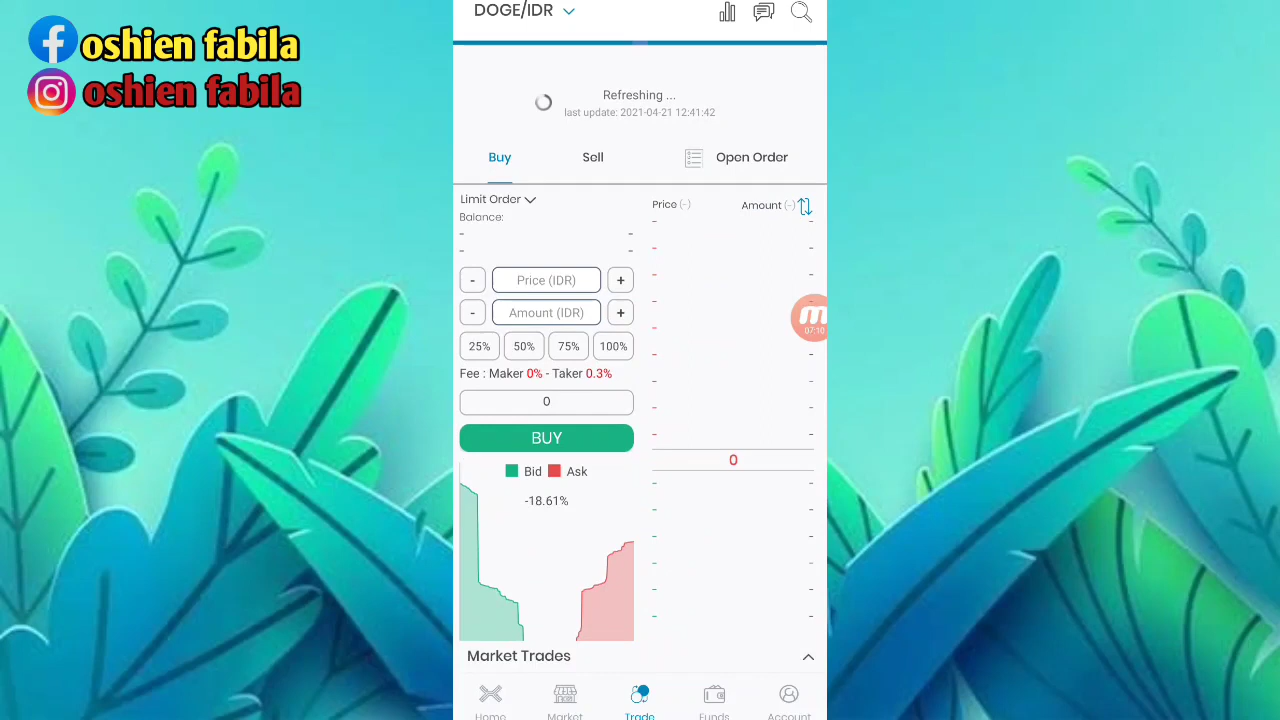 oshien fabila
oshien fabila
DOGE/IDR
Refreshing ...
last update: 2021-04-21 12:41:42
Buy
Sell
Open Order
Limit Order
Balance:
-
-
-
-
- Price (IDR) +
- Amount (IDR) +
25% 50% 75% 100%
Fee : Maker 0% - Taker 0.3%
0
BUY
Bid Ask
-18.61%
Price (-) Amount (-)
- -
- -
- -
- -
- -
- -
- -
- -
- -
0
- -
- -
- -
- -
- -
- -
07:10
Market Trades
Home Market Trade Funds Account